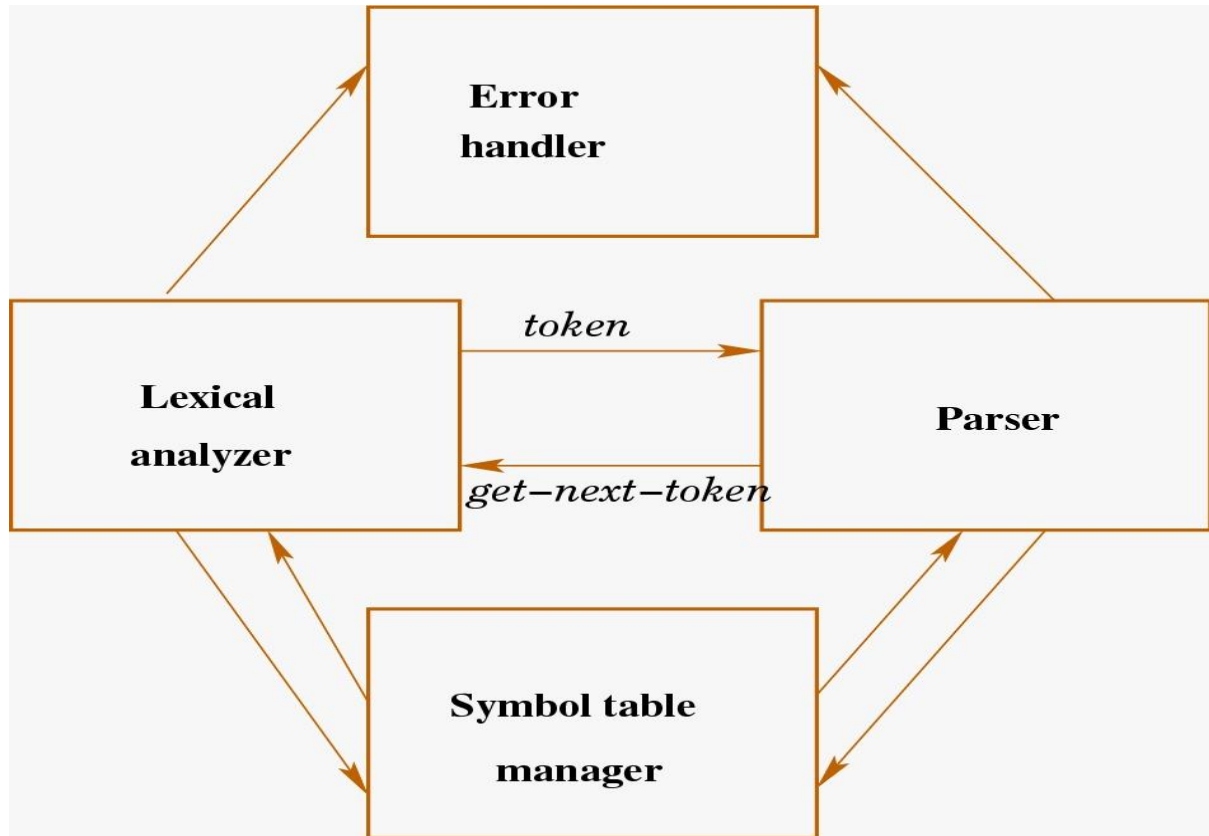 Error
handler
token
Lexical
analyzer
Parser
get-next-token
Symbol table
manager